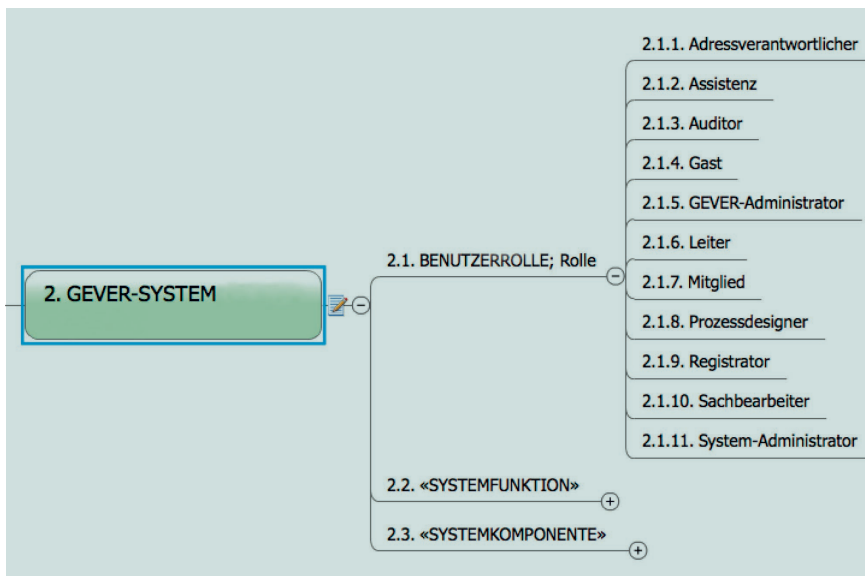 2. GEVER-SYSTEM
2.1. BENUTZERROLLE; Rolle
2.1.1. Adressverantwortlicher
2.1.2. Assistenz
2.1.3. Auditor
2.1.4. Gast
2.1.5. GEVER-Administrator
2.1.6. Leiter
2.1.7. Mitglied
2.1.8. Prozessdesigner
2.1.9. Registrator
2.1.10. Sachbearbeiter
2.1.11. System-Administrator
2.2. «SYSTEMFUNKTION»
2.3. «SYSTEMKOMPONENTE»